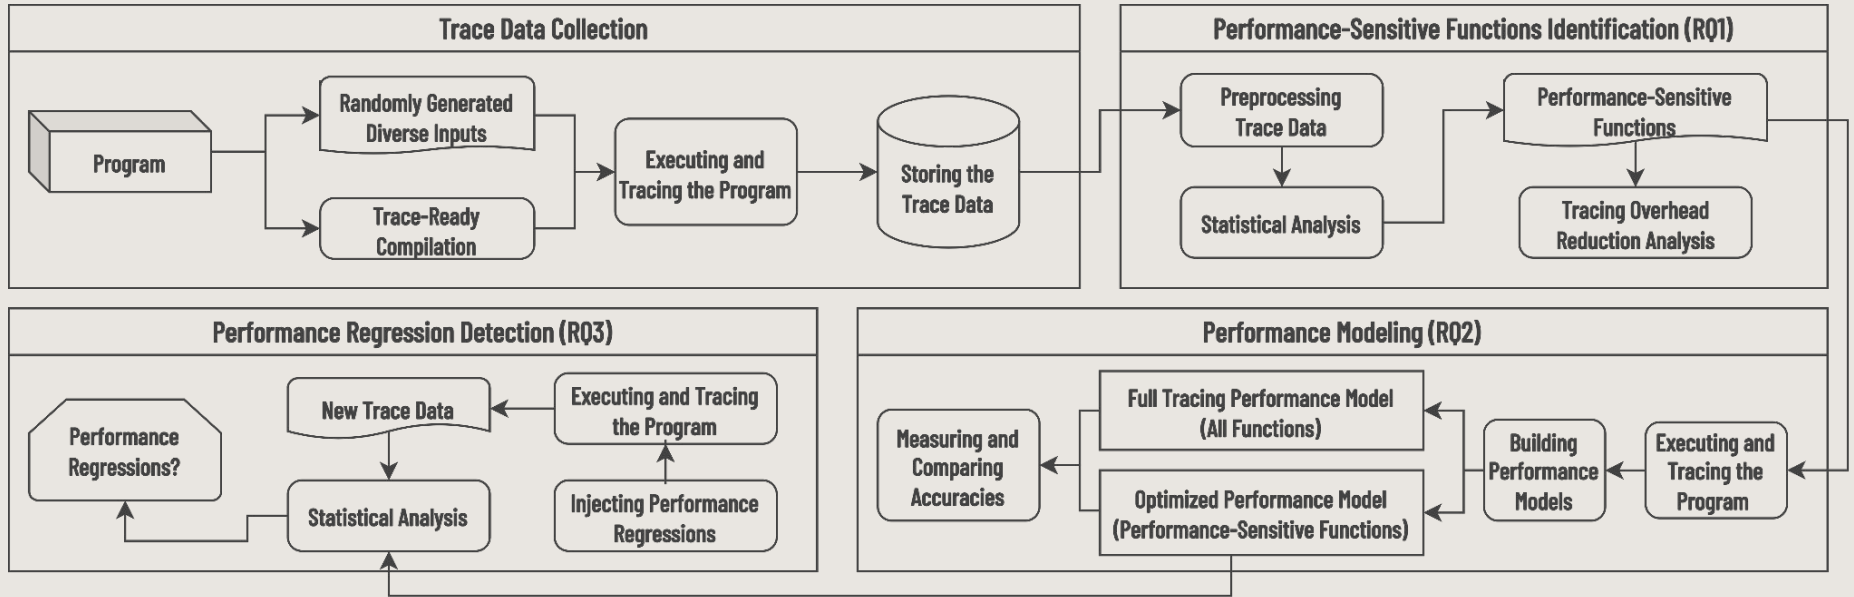 Trace Data Collection
Program
Randomly Generated
Diverse Inputs
Trace-Ready
Compilation
Executing and
Tracing the Program
Storing the
Trace Data
Performance-Sensitive Functions Identification (RQ1)
Preprocessing
Trace Data
Statistical Analysis
Performance-Sensitive
Functions
Tracing Overhead
Reduction Analysis
Performance Regression Detection (RQ3)
Performance
Regressions?
New Trace Data
Statistical Analysis
Executing and Tracing
the Program
Injecting Performance
Regressions
Performance Modeling (RQ2)
Measuring and
Comparing
Accuracies
Full Tracing Performance Model
(All Functions)
Optimized Performance Model
(Performance-Sensitive Functions)
Building
Performance
Models
Executing and
Tracing the
Program